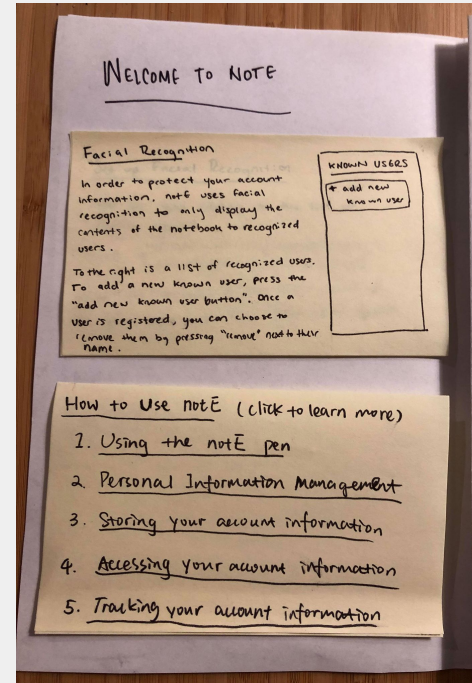 WELCOME TO NOTE
Facial Recognition
In order to protect your account
information, notE uses facial
recognition to only display the
contents of the notebook to recognized
users.
To the right is a list of recognized users.
To add a new known user, press the
"add new known user button". Once a
user is registered, you can choose to
remove them by pressing "remove" next to their
name.
KNOWN USERS
+ add new
known user
How to Use notE (click to learn more)
1. Using the notE pen
2. Personal Information Management
3. Storing your account information
4. Accessing your account information
5. Tracking your account information